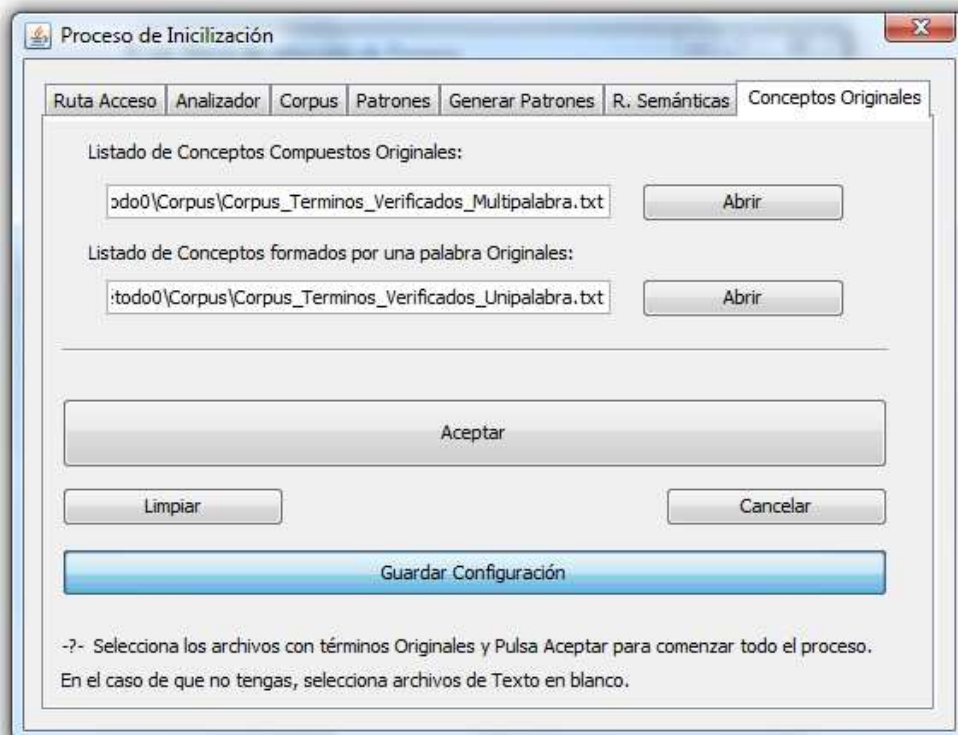 Proceso de Inicilización
Ruta Acceso Analizador Corpus Patrones Generar Patrones R. Semánticas Conceptos Originales
Listado de Conceptos Compuestos Originales:
odo0\Corpus\Corpus_Terminos_Verificados_Multipalabra.txt Abrir
Listado de Conceptos formados por una palabra Originales:
:todo0\Corpus\Corpus_Terminos_Verificados_Unipalabra.txt Abrir
Aceptar
Limpiar Cancelar
Guardar Configuración
-?- Selecciona los archivos con términos Originales y Pulsa Aceptar para comenzar todo el proceso.
En el caso de que no tengas, selecciona archivos de Texto en blanco.